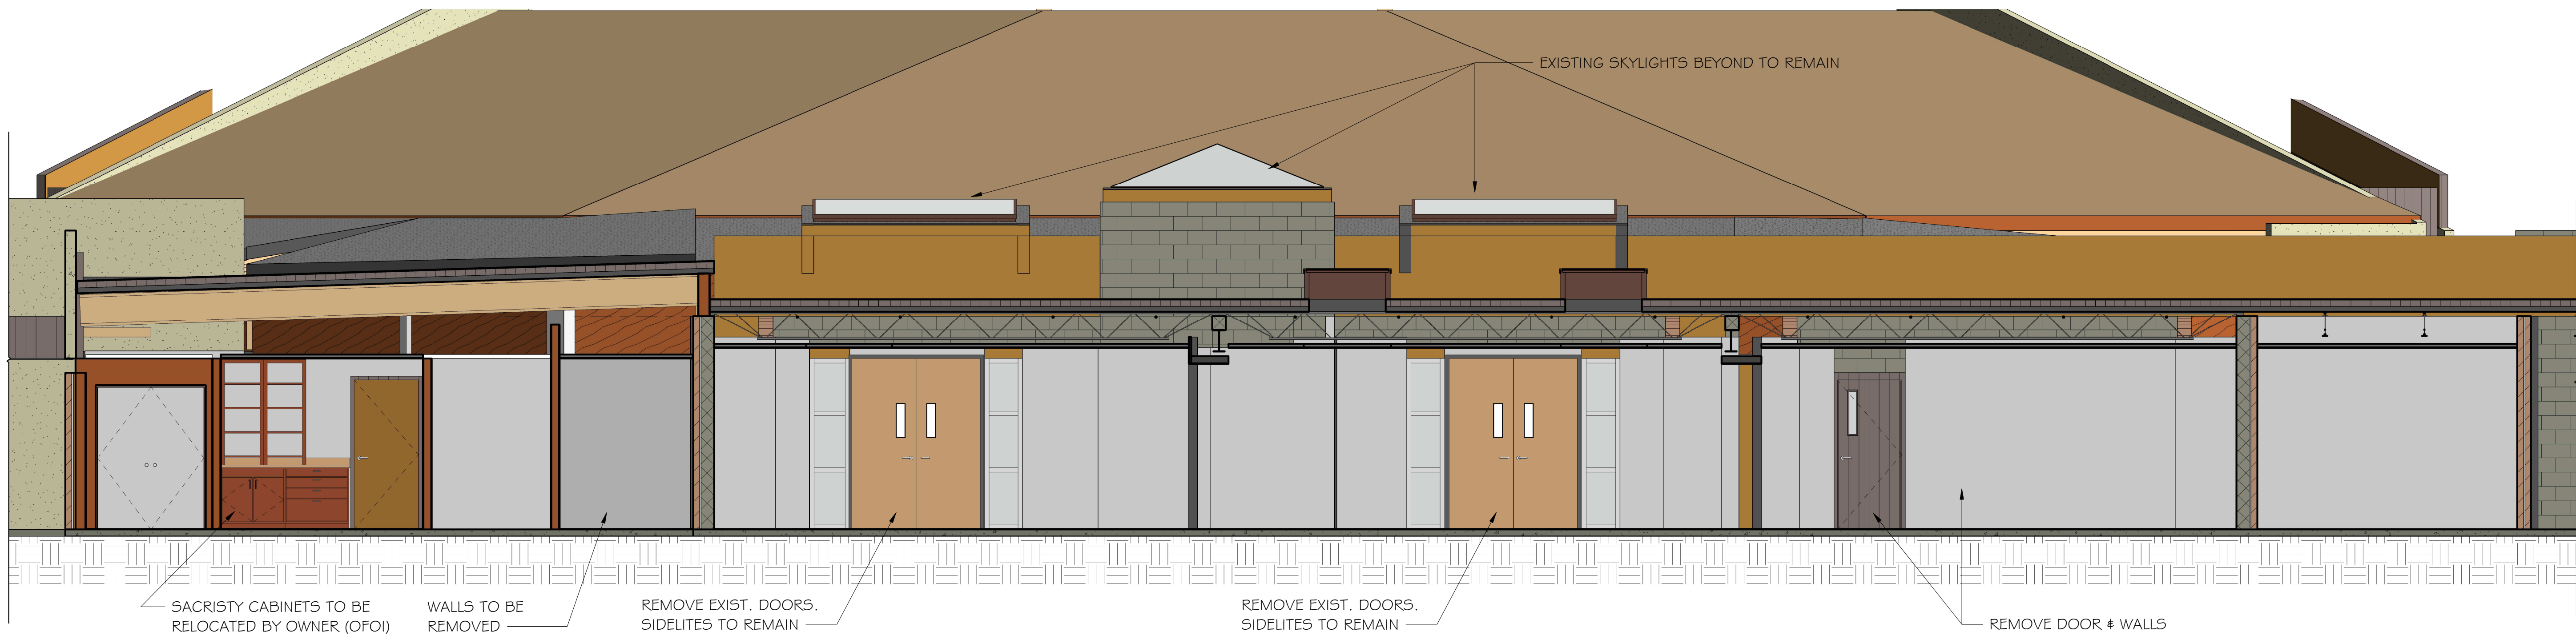 EXISTING SKYLIGHTS BEYOND TO REMAIN
SACRISTY CABINETS TO BE
RELOCATED BY OWNER (OFOI)
WALLS TO BE
REMOVED
REMOVE EXIST. DOORS.
SIDELITES TO REMAIN
REMOVE EXIST. DOORS.
SIDELITES TO REMAIN
REMOVE DOOR & WALLS